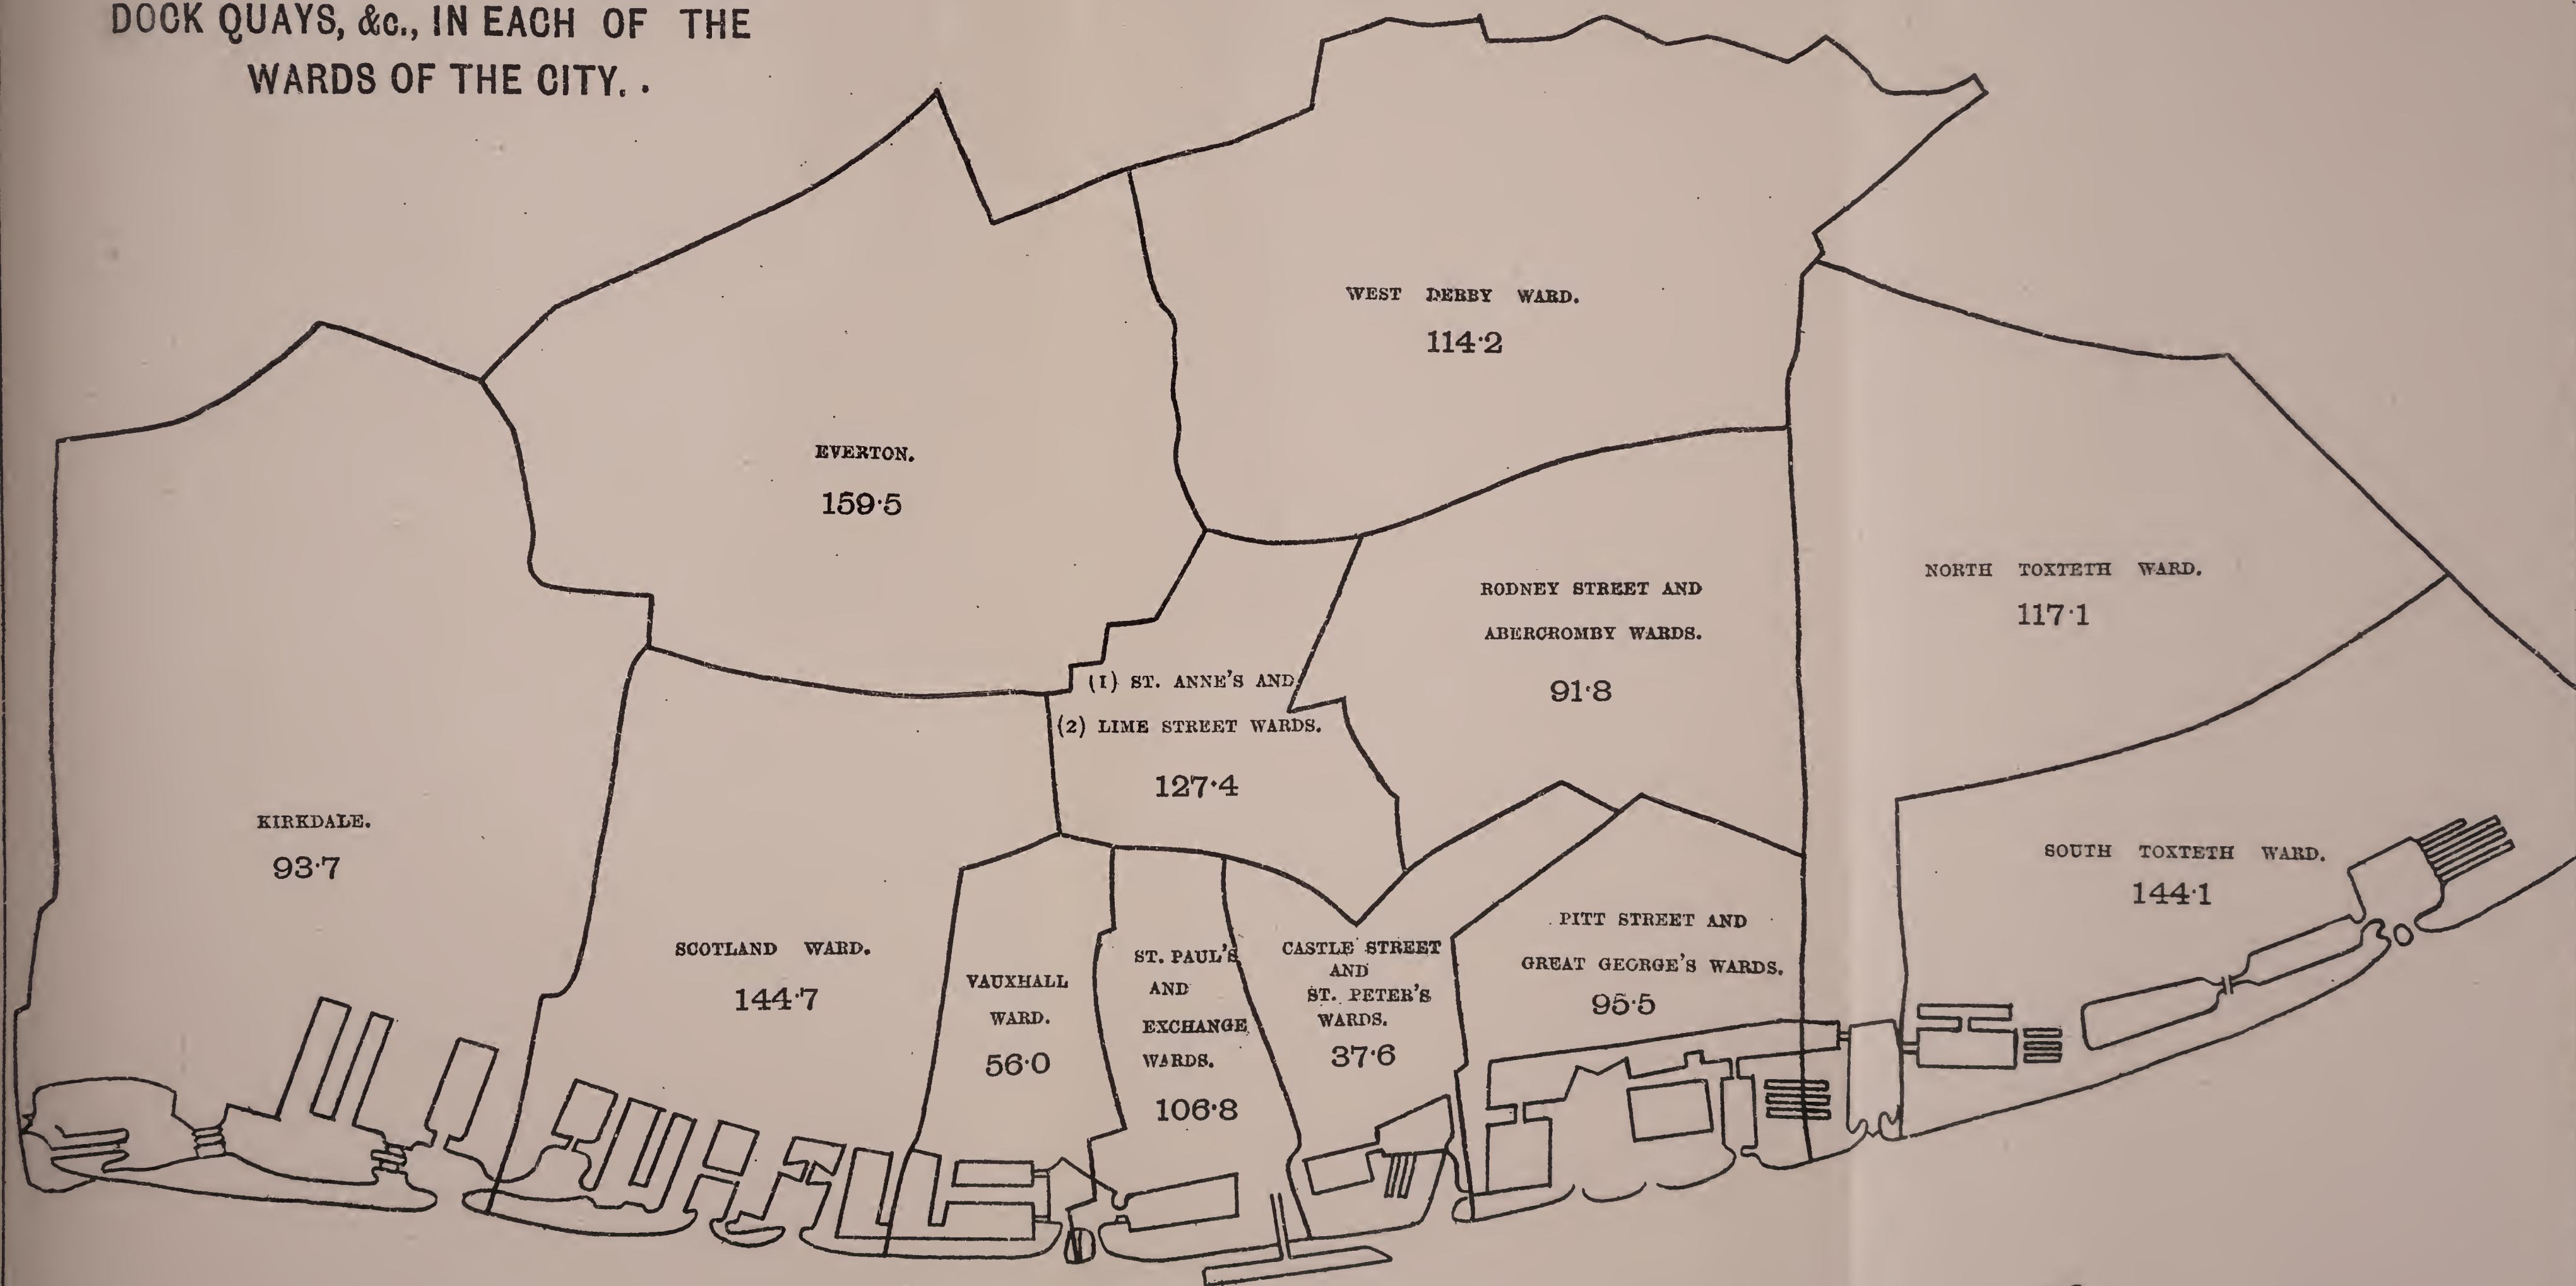 DOCK QUAYS, &c., IN EACH OF THE
WARDS OF THE CITY. .
WEST DERBY WARD.
114·2
EVERTON.
159·5
NORTH TOXTETH WARD.
117·1
RODNEY STREET AND
ABERCROMBY WARDS.
91·8
(1) ST. ANNE'S AND
(2) LIME STREET WARDS.
127·4
KIRKDALE.
93·7
SOUTH TOXTETH WARD.
144·1
SCOTLAND WARD.
144·7
VAUXHALL
WARD.
56·0
ST. PAUL'S
AND
EXCHANGE
WARDS.
106·8
CASTLE STREET
AND
ST. PETER'S
WARDS.
37·6
PITT STREET AND
GREAT GEORGE'S WARDS.
95·5